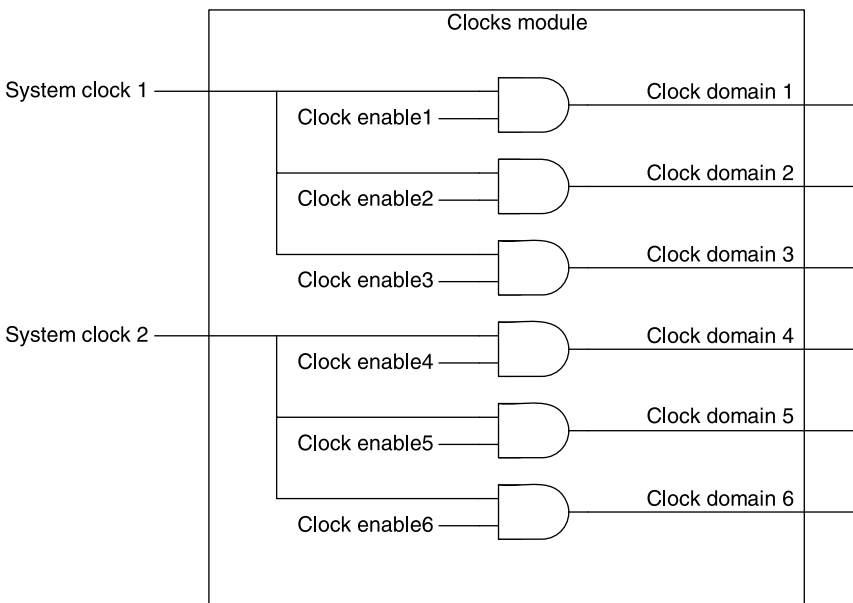 Clocks module
System clock 1
Clock domain 1
Clock enable1
Clock domain 2
Clock enable2
Clock domain 3
Clock enable3
System clock 2
Clock domain 4
Clock enable4
Clock domain 5
Clock enable5
Clock domain 6
Clock enable6